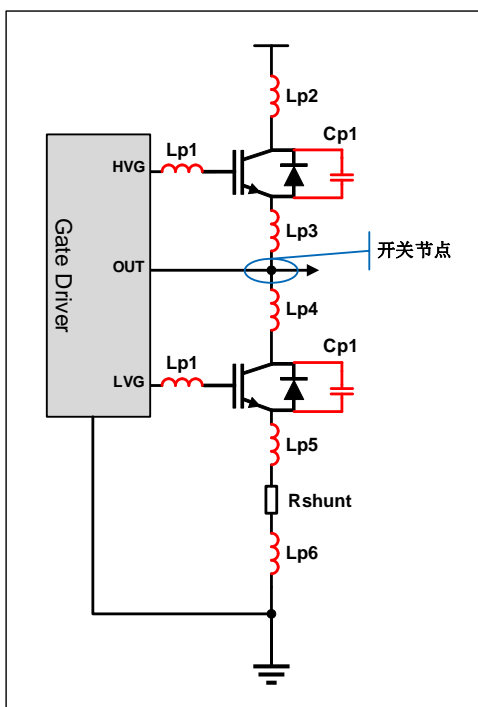 Lp2
Cp1
Lp1
HVG
Lp3
开关节点
Gate Driver
OUT
Lp4
Cp1
Lp1
LVG
Lp5
Rshunt
Lp6